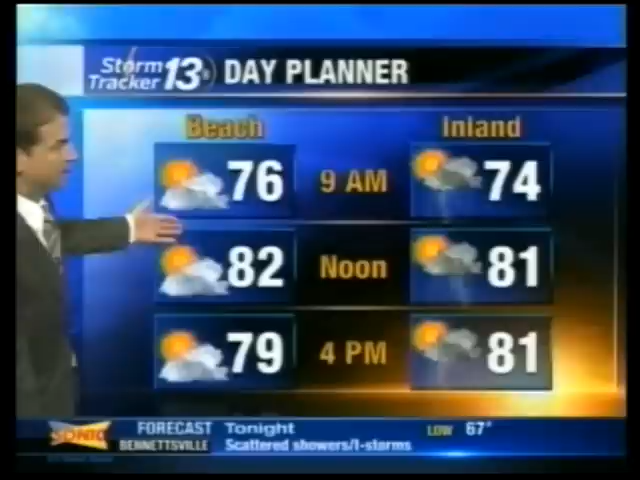 Storm
Tracker 13 DAY PLANNER
Beach Inland
76 9 AM 74
82 Noon 81
79 4 PM 81
SONIC FORECAST Tonight LOW 67°
BENNETTSVILLE Scattered showers/t-storms